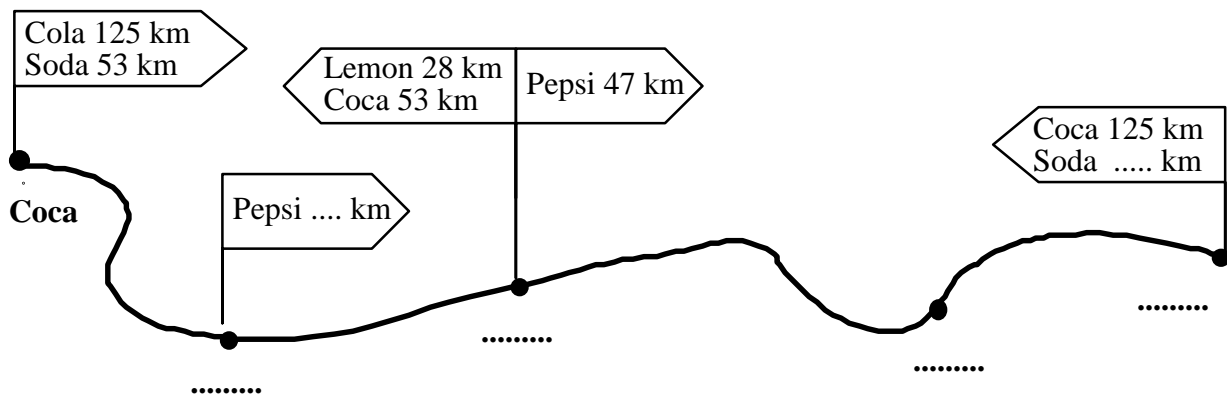 Cola 125 km
Soda 53 km
Lemon 28 km
Coca 53 km
Pepsi 47 km
Coca 125 km
Soda ..... km
Coca
Pepsi .... km
.........
.........
.........
.........